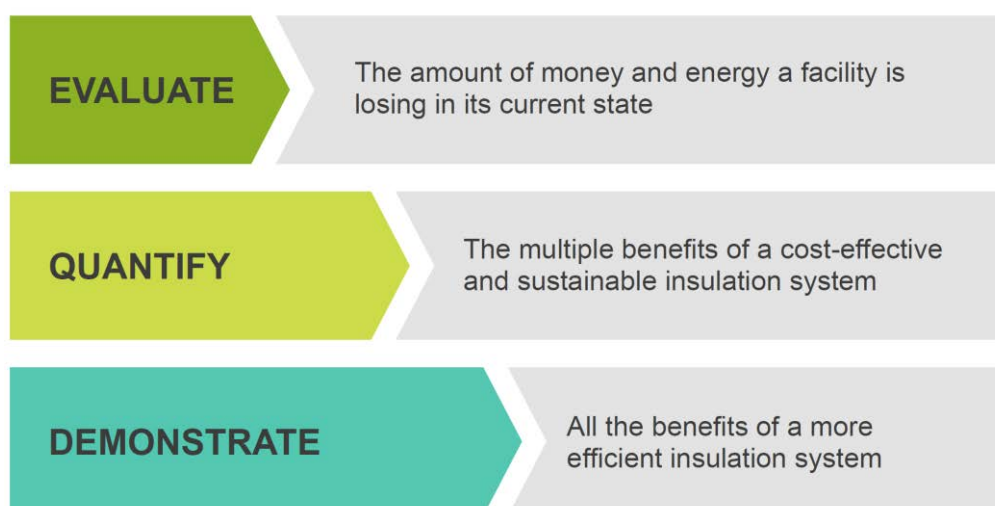 EVALUATE
The amount of money and energy a facility is
losing in its current state
QUANTIFY
The multiple benefits of a cost-effective
and sustainable insulation system
DEMONSTRATE
All the benefits of a more
efficient insulation system